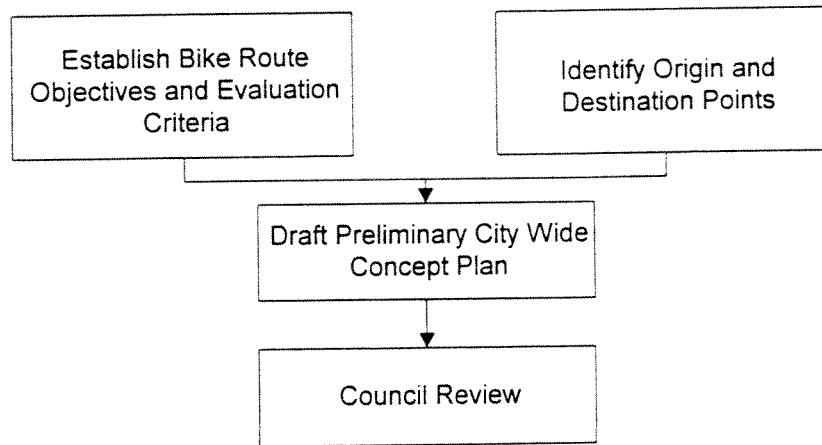 Establish Bike Route
Objectives and Evaluation
Criteria
Identify Origin and
Destination Points
Draft Preliminary City Wide
Concept Plan
Council Review